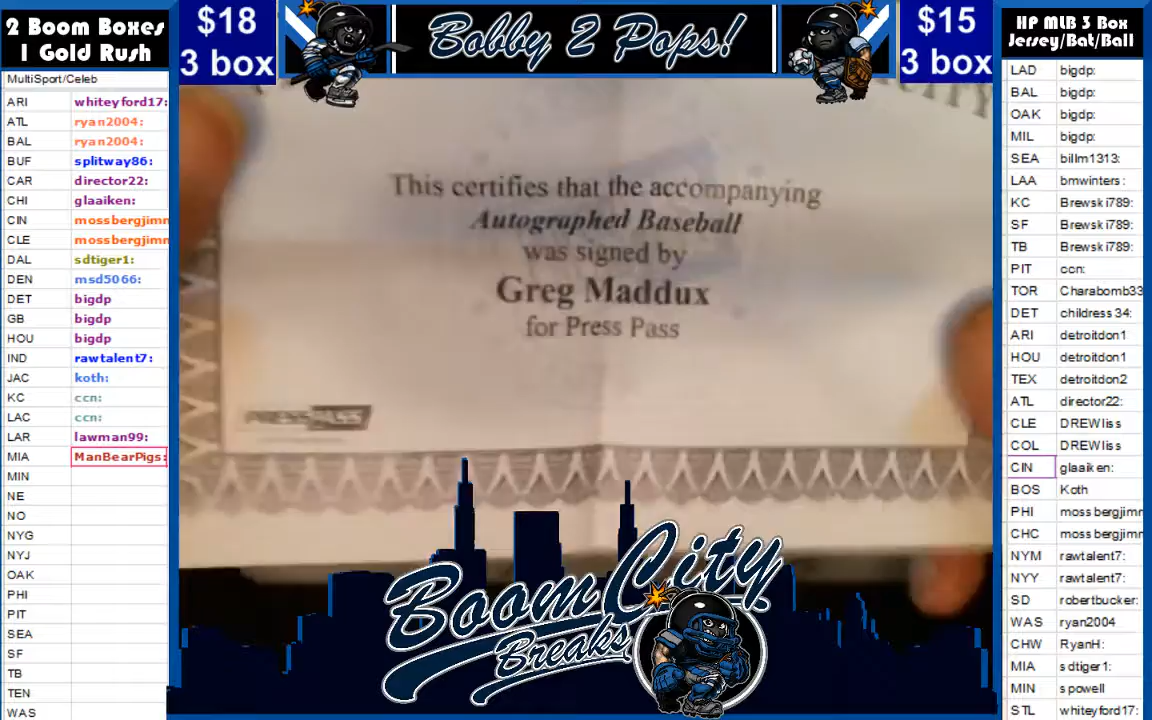 2 Boom Boxes
1 Gold Rush
MultiSport/Celeb
ARI whiteyford17:
ATL ryan2004:
BAL ryan2004:
BUF splitway86:
CAR director22:
CHI glaaiken:
CIN mossbergjimm
CLE mossbergjimm
DAL sdtiger1:
DEN msd5066:
DET bigdp
GB bigdp
HOU bigdp
IND rawtalent7:
JAC koth:
KC ccn:
LAC ccn:
LAR lawman99:
MIA ManBearPigs:
MIN
NE
NO
NYG
NYJ
OAK
PHI
PIT
SEA
SF
TB
TEN
WAS
$18
3 box
Bobby 2 Pops!
$15
3 box
This certifies that the accompanying
Autographed Baseball
was signed by
Greg Maddux
for Press Pass
PRESS PASS
Boom City
Breaks
HP MLB 3 Box
Jersey/Bat/Ball
LAD bigdp:
BAL bigdp:
OAK bigdp:
MIL bigdp:
SEA billm1313:
LAA bmwinters:
KC Brewski789:
SF Brewski789:
TB Brewski789:
PIT ccn:
TOR Charabomb33
DET childress34:
ARI detroitdon1
HOU detroitdon1
TEX detroitdon2
ATL director22:
CLE DREWliss
COL DREWliss
CIN glaaiken:
BOS Koth
PHI mossbergjimm
CHC mossbergjimm
NYM rawtalent7:
NYY rawtalent7:
SD robertbucker:
WAS ryan2004
CHW RyanH:
MIA sdtiger1:
MIN spowell
STL whiteyford17: